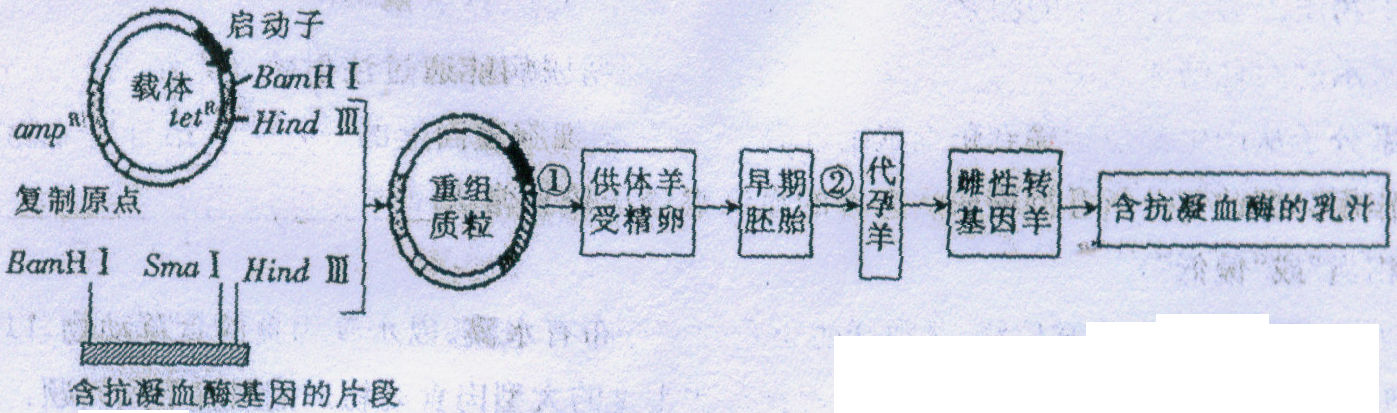 启动子
载体
BamH Ⅰ
tetᴿ
Hind Ⅲ
ampᴿ
复制原点
BamH Ⅰ
Sma Ⅰ
Hind Ⅲ
含抗凝血酶基因的片段
重组
质粒
①
供体羊
受精卵
早期
胚胎
②
代
孕
羊
雌性转
基因羊
含抗凝血酶的乳汁